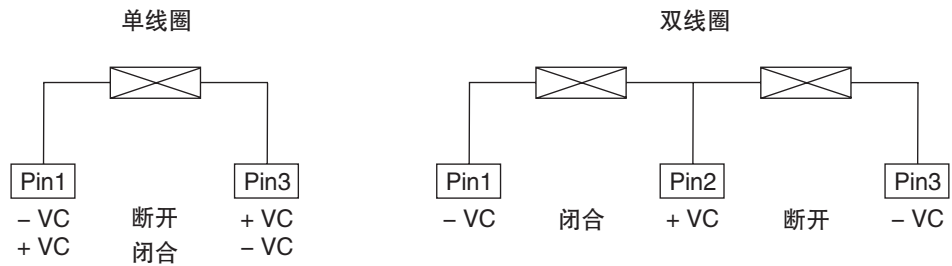 单线圈 双线圈
Pin1 Pin3 Pin1 Pin2 Pin3
– VC 断开 + VC – VC 闭合 + VC 断开 – VC
+ VC 闭合 – VC